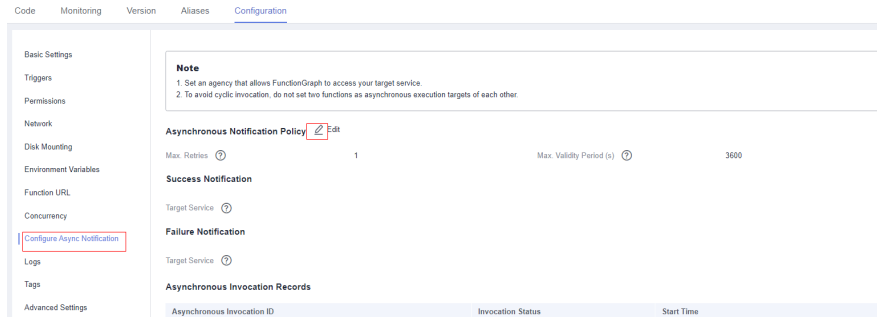 Code Monitoring Version Aliases Configuration
Basic Settings
Triggers
Permissions
Network
Disk Mounting
Environment Variables
Function URL
Concurrency
Configure Async Notification
Logs
Tags
Advanced Settings
Note
1. Set an agency that allows FunctionGraph to access your target service.
2. To avoid cyclic invocation, do not set two functions as asynchronous execution targets of each other.
Asynchronous Notification Policy Edit
Max. Retries ? 1 Max. Validity Period (s) ? 3600
Success Notification
Target Service ?
Failure Notification
Target Service ?
Asynchronous Invocation Records
Asynchronous Invocation ID Invocation Status Start Time